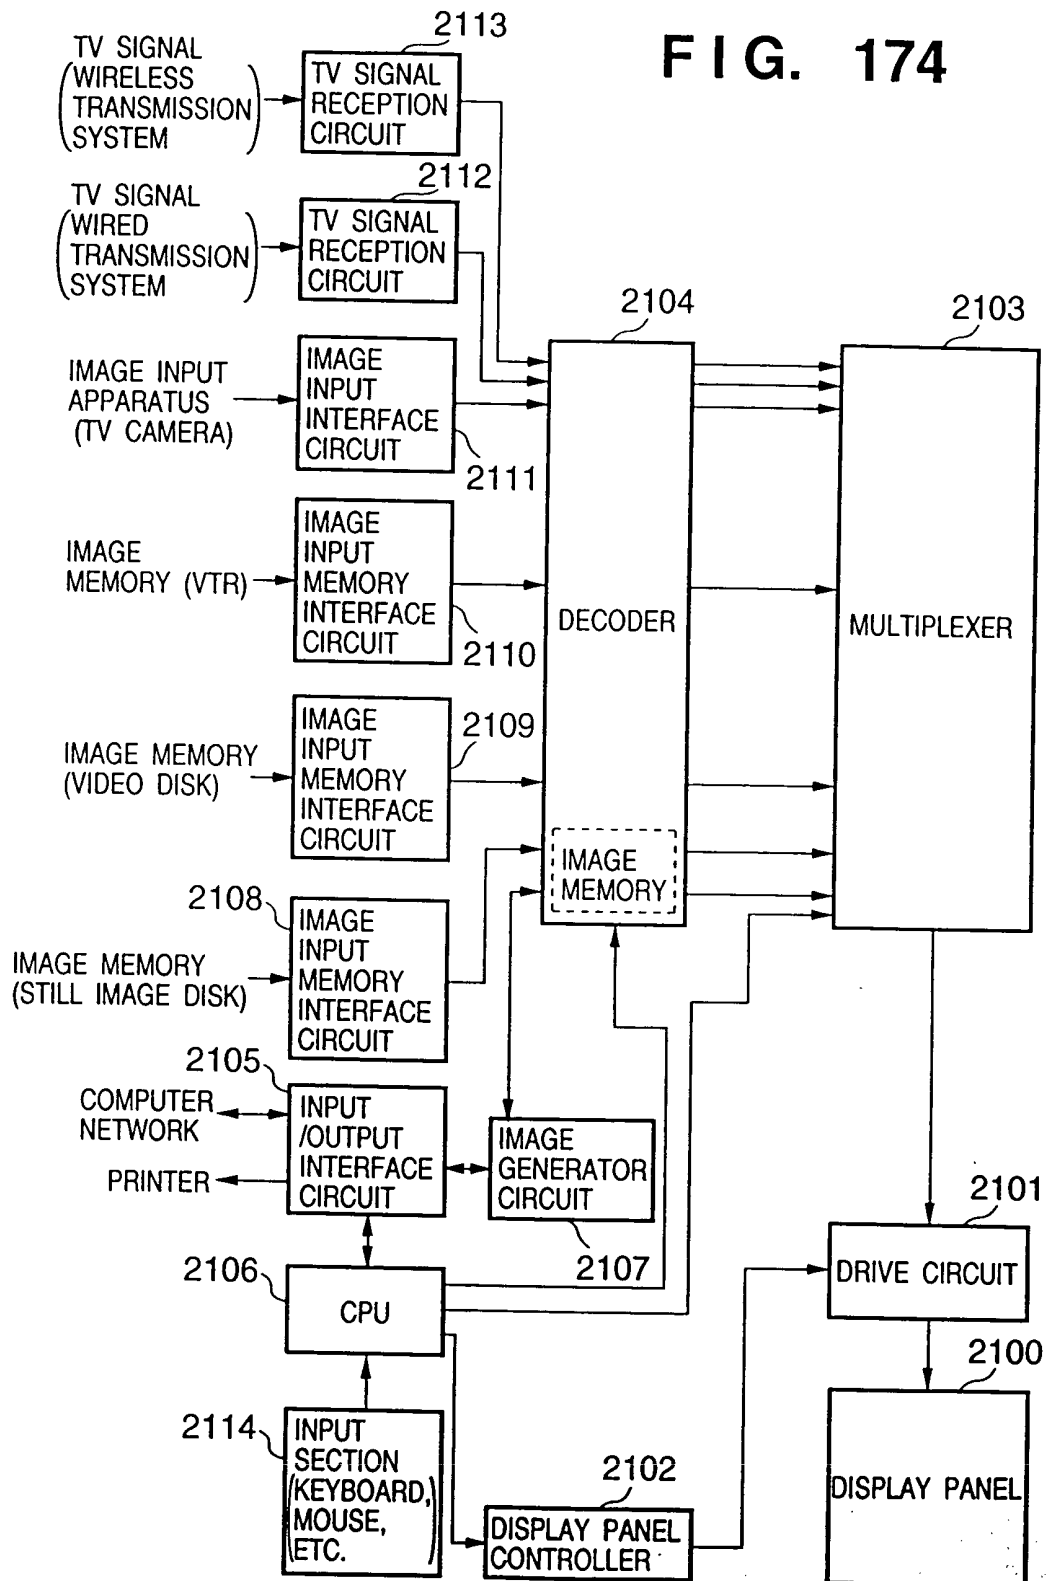 FIG. 174
2113
TV SIGNAL
(WIRELESS
TRANSMISSION
SYSTEM)
TV SIGNAL
RECEPTION
CIRCUIT
2112
TV SIGNAL
(WIRED
TRANSMISSION
SYSTEM)
TV SIGNAL
RECEPTION
CIRCUIT
2104
2103
IMAGE INPUT
APPARATUS
(TV CAMERA)
IMAGE
INPUT
INTERFACE
CIRCUIT
2111
IMAGE
MEMORY (VTR)
IMAGE
INPUT
MEMORY
INTERFACE
CIRCUIT
2110
DECODER
MULTIPLEXER
IMAGE MEMORY
(VIDEO DISK)
IMAGE
INPUT
MEMORY
INTERFACE
CIRCUIT
2109
IMAGE
MEMORY
2108
IMAGE MEMORY
(STILL IMAGE DISK)
IMAGE
INPUT
MEMORY
INTERFACE
CIRCUIT
2105
COMPUTER
NETWORK
PRINTER
INPUT
/OUTPUT
INTERFACE
CIRCUIT
IMAGE
GENERATOR
CIRCUIT
2107
2101
DRIVE CIRCUIT
2106
CPU
2100
DISPLAY PANEL
2114
INPUT
SECTION
(KEYBOARD,
MOUSE,
ETC.)
2102
DISPLAY PANEL
CONTROLLER